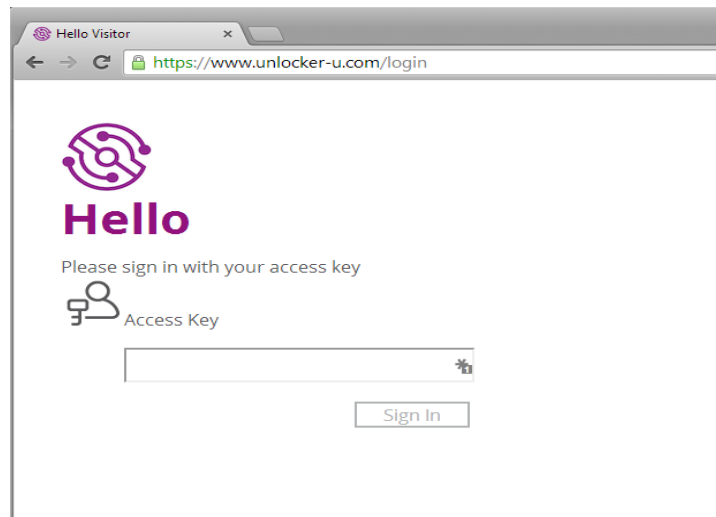 Hello Visitor
https://www.unlocker-u.com/login
Hello
Please sign in with your access key
Access Key
Sign In